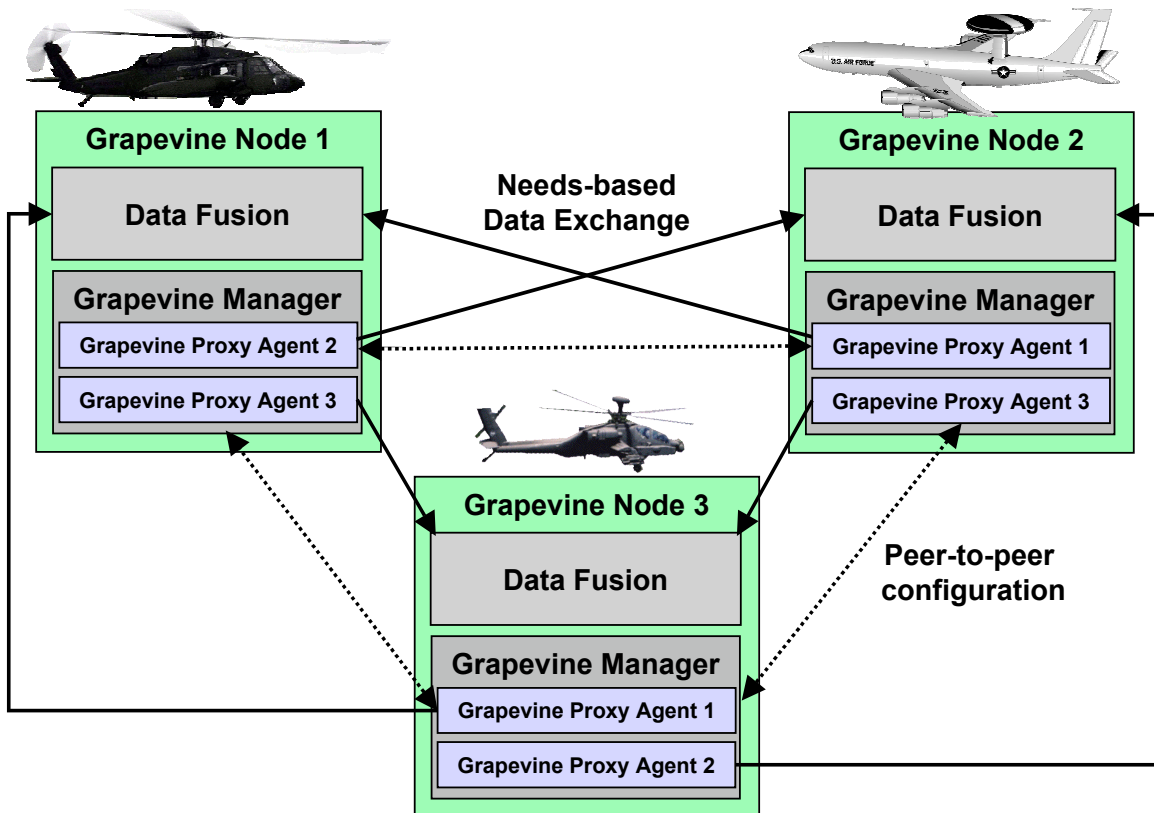 U.S. AIR FORCE
Grapevine Node 1
Data Fusion
Grapevine Manager
Grapevine Proxy Agent 2
Grapevine Proxy Agent 3
Needs-based
Data Exchange
Grapevine Node 2
Data Fusion
Grapevine Manager
Grapevine Proxy Agent 1
Grapevine Proxy Agent 3
Grapevine Node 3
Data Fusion
Grapevine Manager
Grapevine Proxy Agent 1
Grapevine Proxy Agent 2
Peer-to-peer
configuration